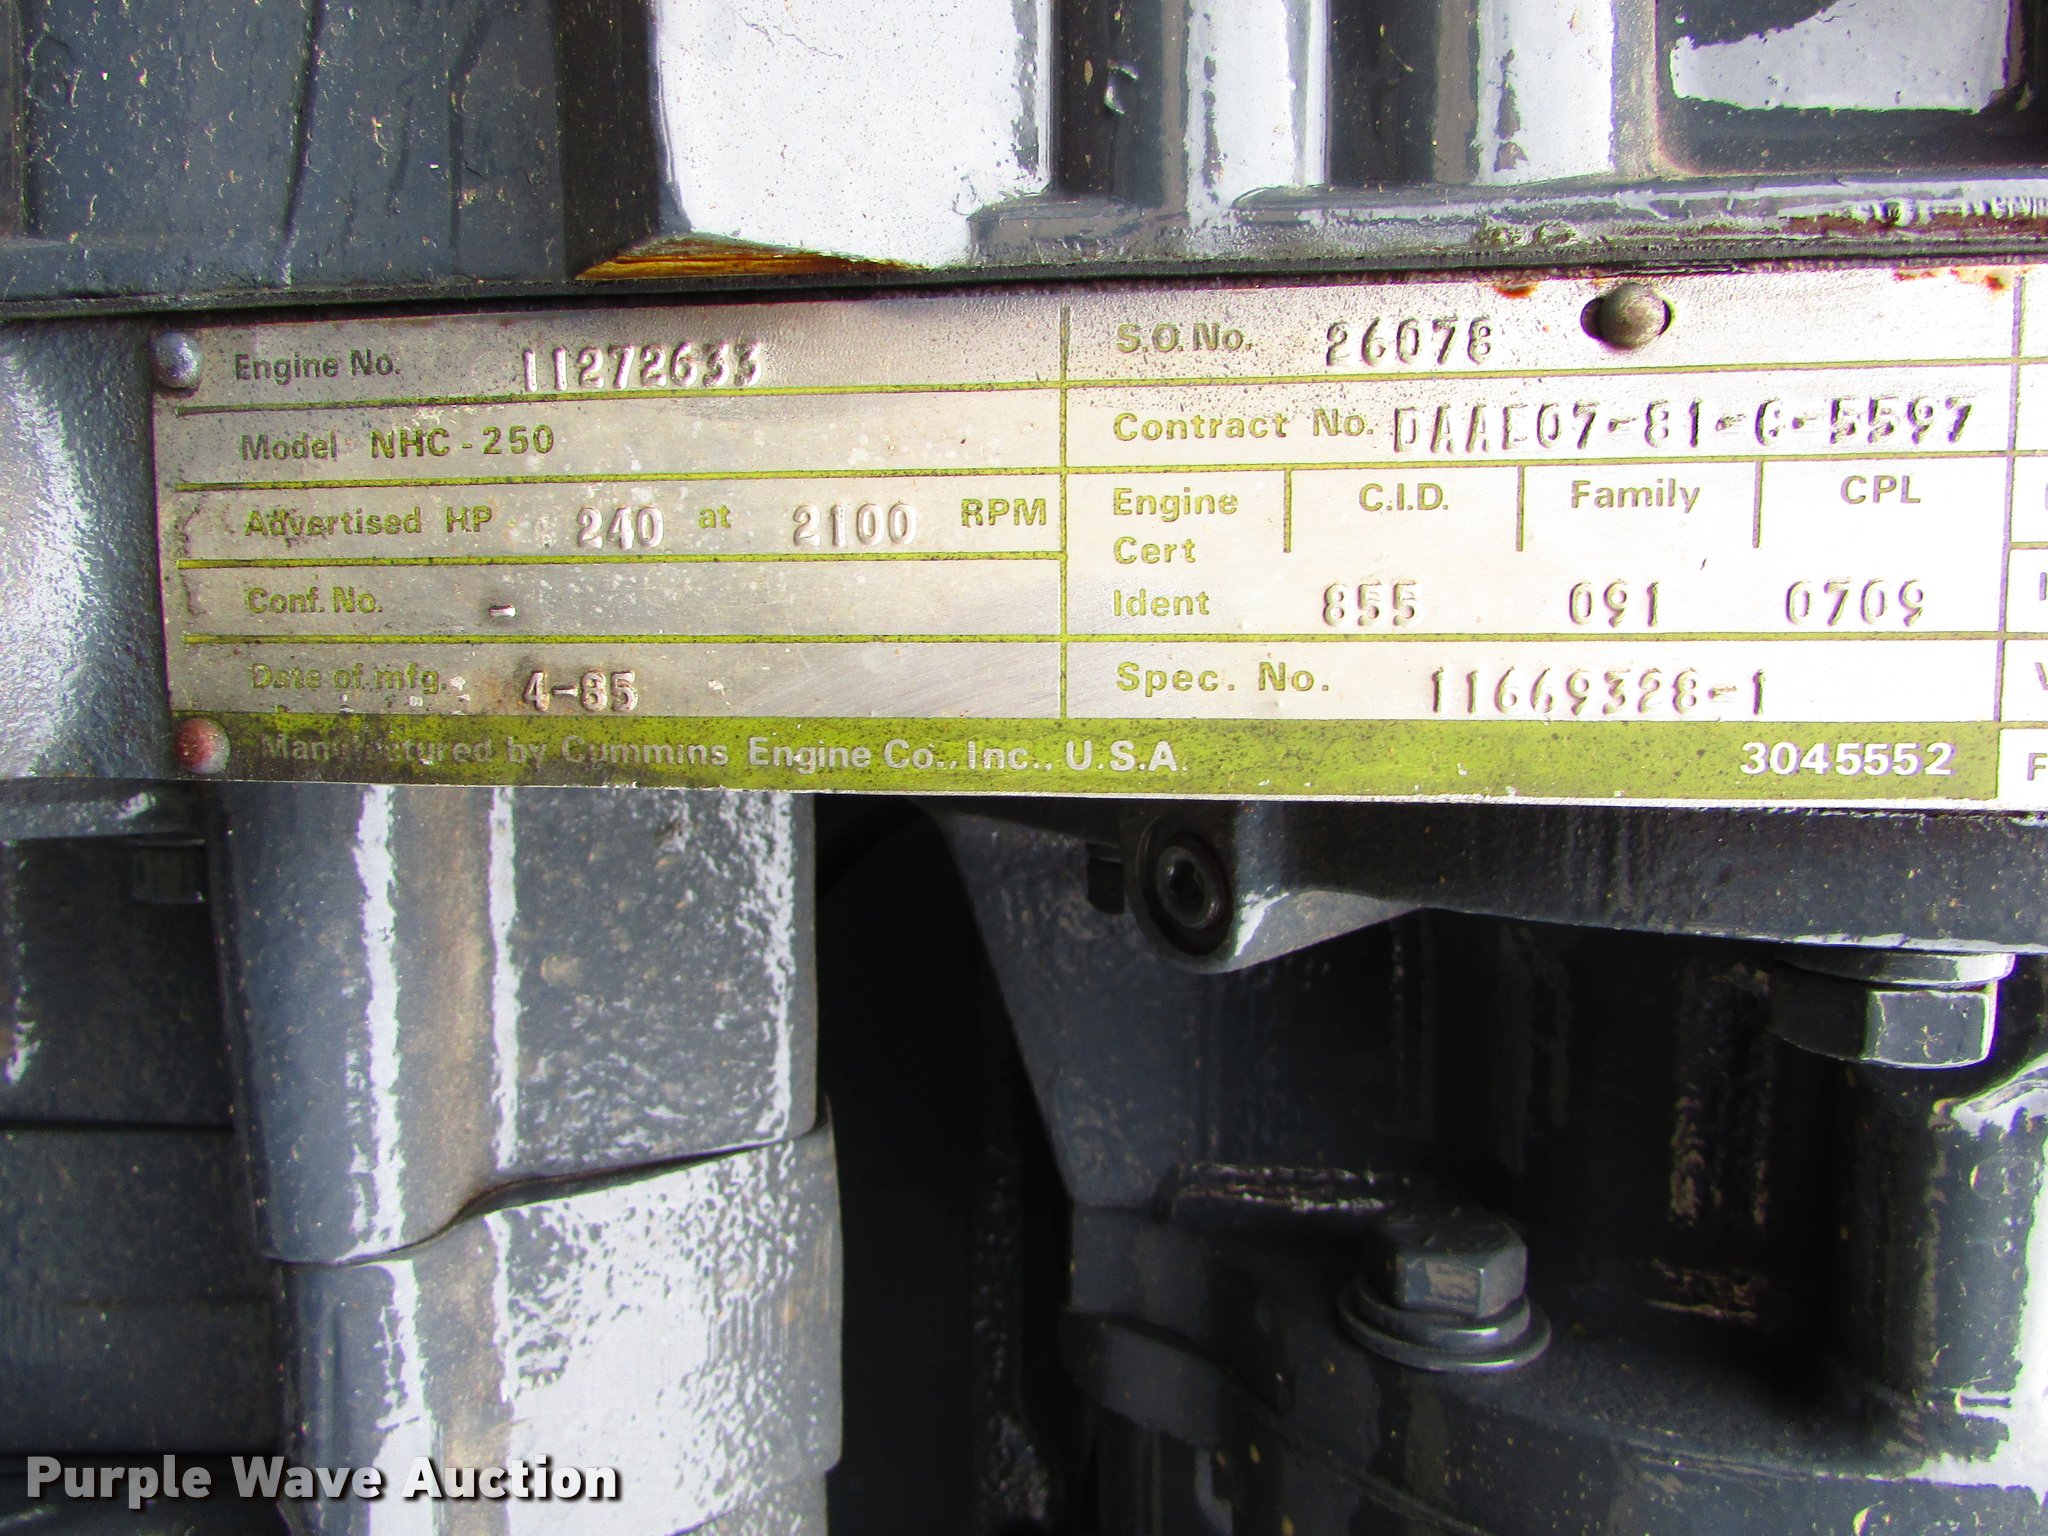 Engine No. 11272633
Model NHC-250
Advertised HP 240 at 2100 RPM
Conf. No. -
Date of mfg. 4-85
S.O. No. 26078
Contract No. DAAE07-81-G-5597
Engine Cert Ident
C.I.D. 855
Family 091
CPL 0709
Spec. No. 11669328-1
Manufactured by Cummins Engine Co., Inc., U.S.A. 3045552
Purple Wave Auction